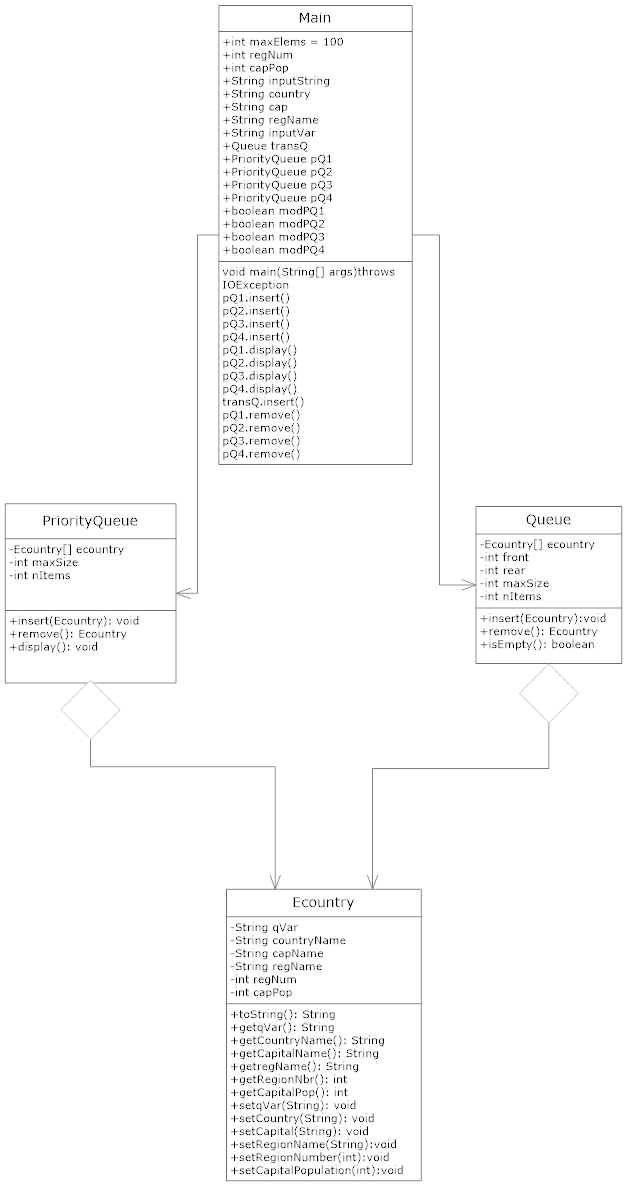 Main
+int maxElems = 100
+int regNum
+int capPop
+String inputString
+String country
+String cap
+String regName
+String inputVar
+Queue transQ
+PriorityQueue pQ1
+PriorityQueue pQ2
+PriorityQueue pQ3
+PriorityQueue pQ4
+boolean modPQ1
+boolean modPQ2
+boolean modPQ3
+boolean modPQ4
void main(String[] args)throws
IOException
pQ1.insert()
pQ2.insert()
pQ3.insert()
pQ4.insert()
pQ1.display()
pQ2.display()
pQ3.display()
pQ4.display()
transQ.insert()
pQ1.remove()
pQ2.remove()
pQ3.remove()
pQ4.remove()
PriorityQueue
-Ecountry[] ecountry
-int maxSize
-int nItems
+insert(Ecountry): void
+remove(): Ecountry
+display(): void
Queue
-Ecountry[] ecountry
-int front
-int rear
-int maxSize
-int nItems
+insert(Ecountry):void
+remove(): Ecountry
+isEmpty(): boolean
Ecountry
-String qVar
-String countryName
-String capName
-String regName
-int regNum
-int capPop
+toString(): String
+getqVar(): String
+getCountryName(): String
+getCapitalName(): String
+getregName(): String
+getRegionNbr(): int
+getCapitalPop(): int
+setqVar(String): void
+setCountry(String): void
+setCapital(String): void
+setRegionName(String):void
+setRegionNumber(int):void
+setCapitalPopulation(int):void